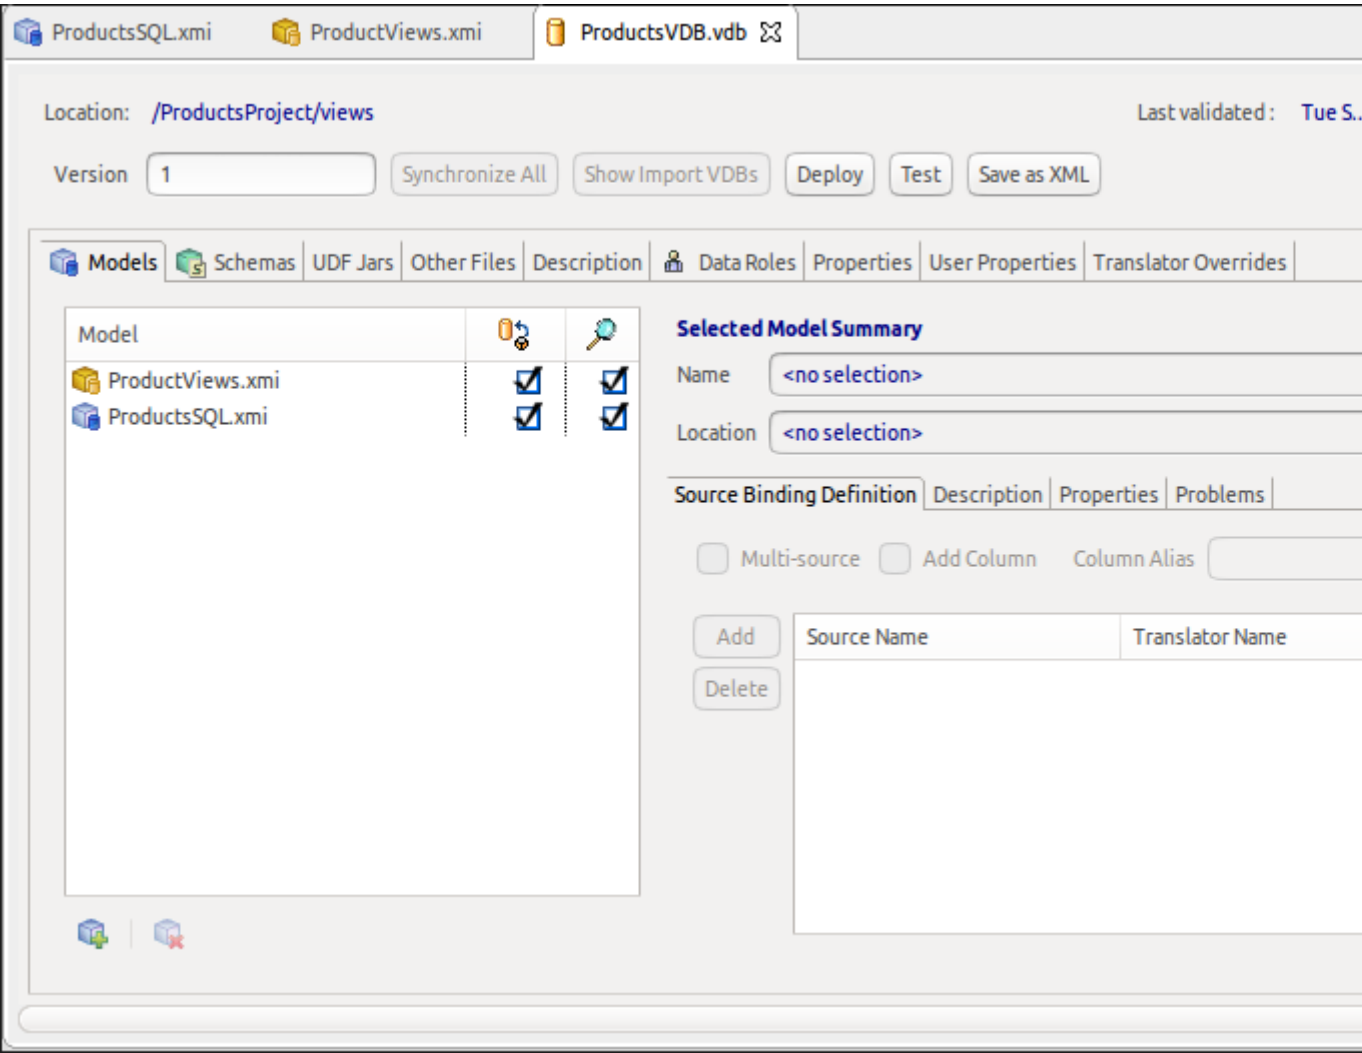 ProductsSQL.xmi ProductViews.xmi ProductsVDB.vdb
Location: /ProductsProject/views Last validated : Tue S..
Version 1 Synchronize All Show Import VDBs Deploy Test Save as XML
Models Schemas UDF Jars Other Files Description Data Roles Properties User Properties Translator Overrides
Model
ProductViews.xmi
ProductsSQL.xmi
Selected Model Summary
Name <no selection>
Location <no selection>
Source Binding Definition Description Properties Problems
Multi-source Add Column Column Alias
Add
Delete
Source Name Translator Name